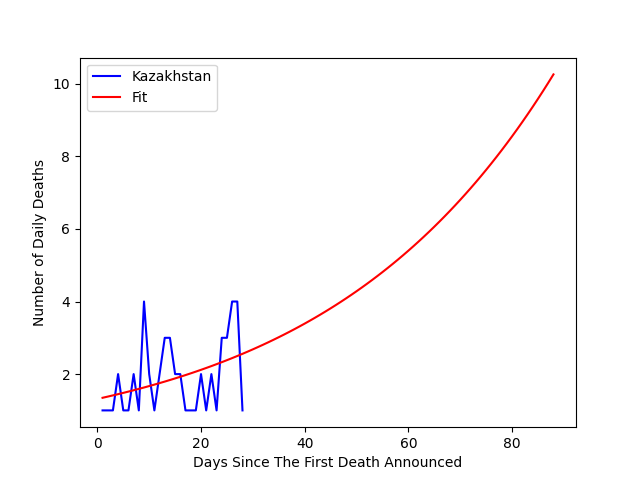 Kazakhstan
Fit
Number of Daily Deaths
10
8
6
4
2
0 20 40 60 80
Days Since The First Death Announced